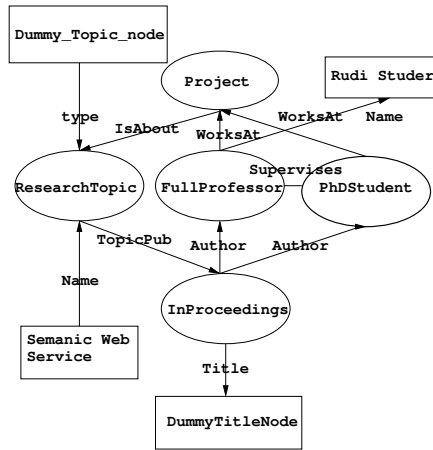 Dummy_Topic_node
Project
Rudi Studer
type
IsAbout
WorksAt
WorksAt
Name
Supervises
ResearchTopic
FullProfessor
PhDStudent
TopicPub
Author
Author
Name
InProceedings
Semanic Web
Service
Title
DummyTitleNode